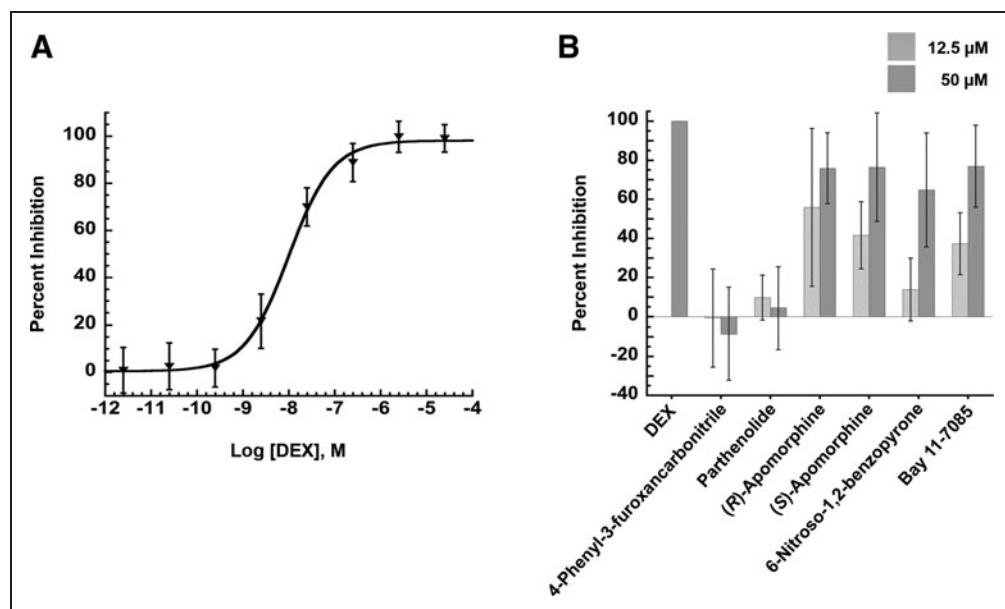 A
Percent Inhibition
100
80
60
40
20
0
-12 -11 -10 -9 -8 -7 -6 -5 -4
Log [DEX], M
B
12.5 µM
50 µM
Percent Inhibition
100
80
60
40
20
0
-20
-40
DEX
4-Phenyl-3-furoxancarbonitrile
Parthenolide
(R)-Apomorphine
(S)-Apomorphine
6-Nitroso-1,2-benzopyrone
Bay 11-7085